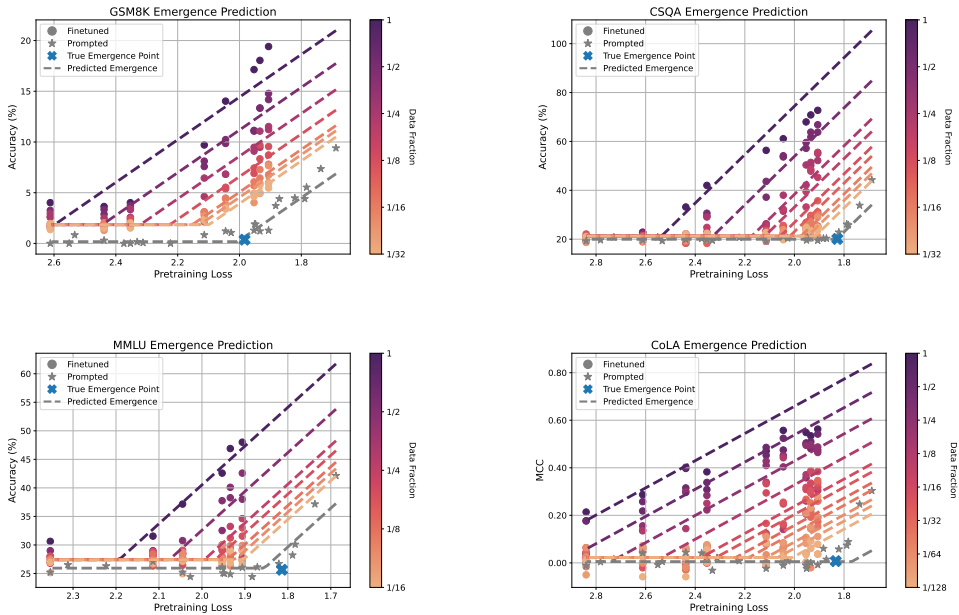 GSM8K Emergence Prediction
Finetuned
Prompted
True Emergence Point
Predicted Emergence
Accuracy (%)
20
15
10
5
0
2.6 2.4 2.2 2.0 1.8
Pretraining Loss
1
1/2
1/4
1/8
1/16
1/32
Data Fraction
CSQA Emergence Prediction
Finetuned
Prompted
True Emergence Point
Predicted Emergence
Accuracy (%)
100
80
60
40
20
2.8 2.6 2.4 2.2 2.0 1.8
Pretraining Loss
1
1/2
1/4
1/8
1/16
1/32
Data Fraction
MMLU Emergence Prediction
Finetuned
Prompted
True Emergence Point
Predicted Emergence
Accuracy (%)
60
55
50
45
40
35
30
25
2.3 2.2 2.1 2.0 1.9 1.8 1.7
Pretraining Loss
1
1/2
1/4
1/8
1/16
Data Fraction
CoLA Emergence Prediction
Finetuned
Prompted
True Emergence Point
Predicted Emergence
MCC
0.80
0.60
0.40
0.20
0.00
2.8 2.6 2.4 2.2 2.0 1.8
Pretraining Loss
1
1/2
1/4
1/8
1/16
1/32
1/64
1/128
Data Fraction